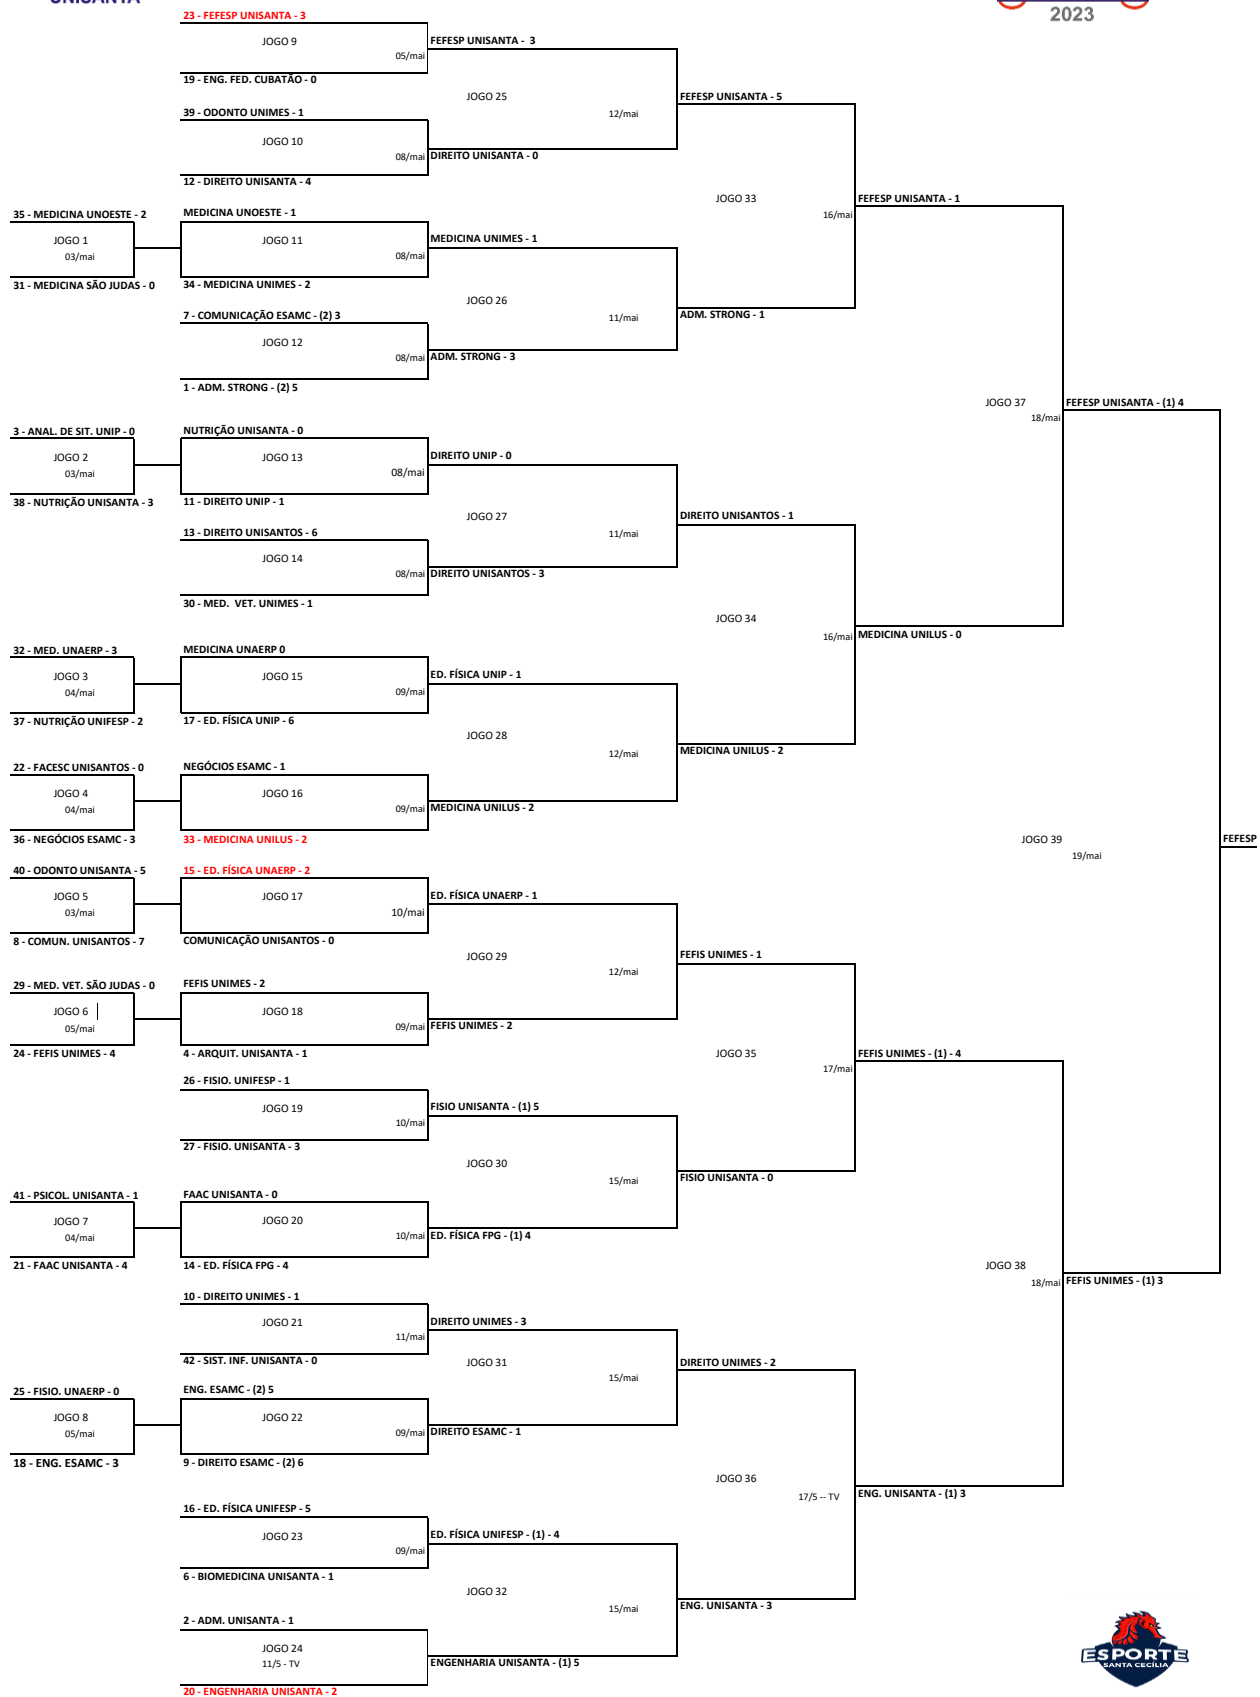 UNISANTA
2023
23 - FEFESP UNISANTA - 3
JOGO 9
05/mai
19 - ENG. FED. CUBATÃO - 0
FEFESP UNISANTA - 3
JOGO 25
12/mai
39 - ODONTO UNIMES - 1
JOGO 10
08/mai
12 - DIREITO UNISANTA - 4
DIREITO UNISANTA - 0
FEFESP UNISANTA - 5
JOGO 33
16/mai
35 - MEDICINA UNOESTE - 2
JOGO 1
03/mai
31 - MEDICINA SÃO JUDAS - 0
MEDICINA UNOESTE - 1
JOGO 11
08/mai
34 - MEDICINA UNIMES - 2
MEDICINA UNIMES - 1
JOGO 26
11/mai
7 - COMUNICAÇÃO ESAMC - (2) 3
JOGO 12
08/mai
1 - ADM. STRONG - (2) 5
ADM. STRONG - 3
ADM. STRONG - 1
FEFESP UNISANTA - 1
JOGO 37
18/mai
3 - ANAL. DE SIT. UNIP - 0
JOGO 2
03/mai
38 - NUTRIÇÃO UNISANTA - 3
NUTRIÇÃO UNISANTA - 0
JOGO 13
08/mai
11 - DIREITO UNIP - 1
DIREITO UNIP - 0
JOGO 27
11/mai
13 - DIREITO UNISANTOS - 6
JOGO 14
08/mai
30 - MED. VET. UNIMES - 1
DIREITO UNISANTOS - 3
DIREITO UNISANTOS - 1
JOGO 34
16/mai
MEDICINA UNILUS - 0
FEFESP UNISANTA - (1) 4
32 - MED. UNAERP - 3
JOGO 3
04/mai
37 - NUTRIÇÃO UNIFESP - 2
MEDICINA UNAERP 0
JOGO 15
09/mai
17 - ED. FÍSICA UNIP - 6
ED. FÍSICA UNIP - 1
JOGO 28
12/mai
22 - FACESC UNISANTOS - 0
JOGO 4
04/mai
36 - NEGÓCIOS ESAMC - 3
NEGÓCIOS ESAMC - 1
JOGO 16
09/mai
33 - MEDICINA UNILUS - 2
MEDICINA UNILUS - 2
MEDICINA UNILUS - 2
JOGO 39
19/mai
FEFESP
40 - ODONTO UNISANTA - 5
JOGO 5
03/mai
8 - COMUN. UNISANTOS - 7
15 - ED. FÍSICA UNAERP - 2
JOGO 17
10/mai
COMUNICAÇÃO UNISANTOS - 0
ED. FÍSICA UNAERP - 1
JOGO 29
12/mai
29 - MED. VET. SÃO JUDAS - 0
JOGO 6
05/mai
24 - FEFIS UNIMES - 4
FEFIS UNIMES - 2
JOGO 18
09/mai
4 - ARQUIT. UNISANTA - 1
FEFIS UNIMES - 2
FEFIS UNIMES - 1
JOGO 35
17/mai
26 - FISIO. UNIFESP - 1
JOGO 19
10/mai
27 - FISIO. UNISANTA - 3
FISIO UNISANTA - (1) 5
JOGO 30
15/mai
41 - PSICOL. UNISANTA - 1
JOGO 7
04/mai
21 - FAAC UNISANTA - 4
FAAC UNISANTA - 0
JOGO 20
10/mai
14 - ED. FÍSICA FPG - 4
ED. FÍSICA FPG - (1) 4
FISIO UNISANTA - 0
FEFIS UNIMES - (1) - 4
JOGO 38
18/mai
FEFIS UNIMES - (1) 3
10 - DIREITO UNIMES - 1
JOGO 21
11/mai
42 - SIST. INF. UNISANTA - 0
DIREITO UNIMES - 3
JOGO 31
15/mai
25 - FISIO. UNAERP - 0
JOGO 8
05/mai
18 - ENG. ESAMC - 3
ENG. ESAMC - (2) 5
JOGO 22
09/mai
9 - DIREITO ESAMC - (2) 6
DIREITO ESAMC - 1
DIREITO UNIMES - 2
JOGO 36
17/5 -- TV
ENG. UNISANTA - (1) 3
16 - ED. FÍSICA UNIFESP - 5
JOGO 23
09/mai
6 - BIOMEDICINA UNISANTA - 1
ED. FÍSICA UNIFESP - (1) - 4
JOGO 32
15/mai
2 - ADM. UNISANTA - 1
JOGO 24
11/5 - TV
20 - ENGENHARIA UNISANTA - 2
ENGENHARIA UNISANTA - (1) 5
ENG. UNISANTA - 3
ESPORTE
SANTA CECÍLIA